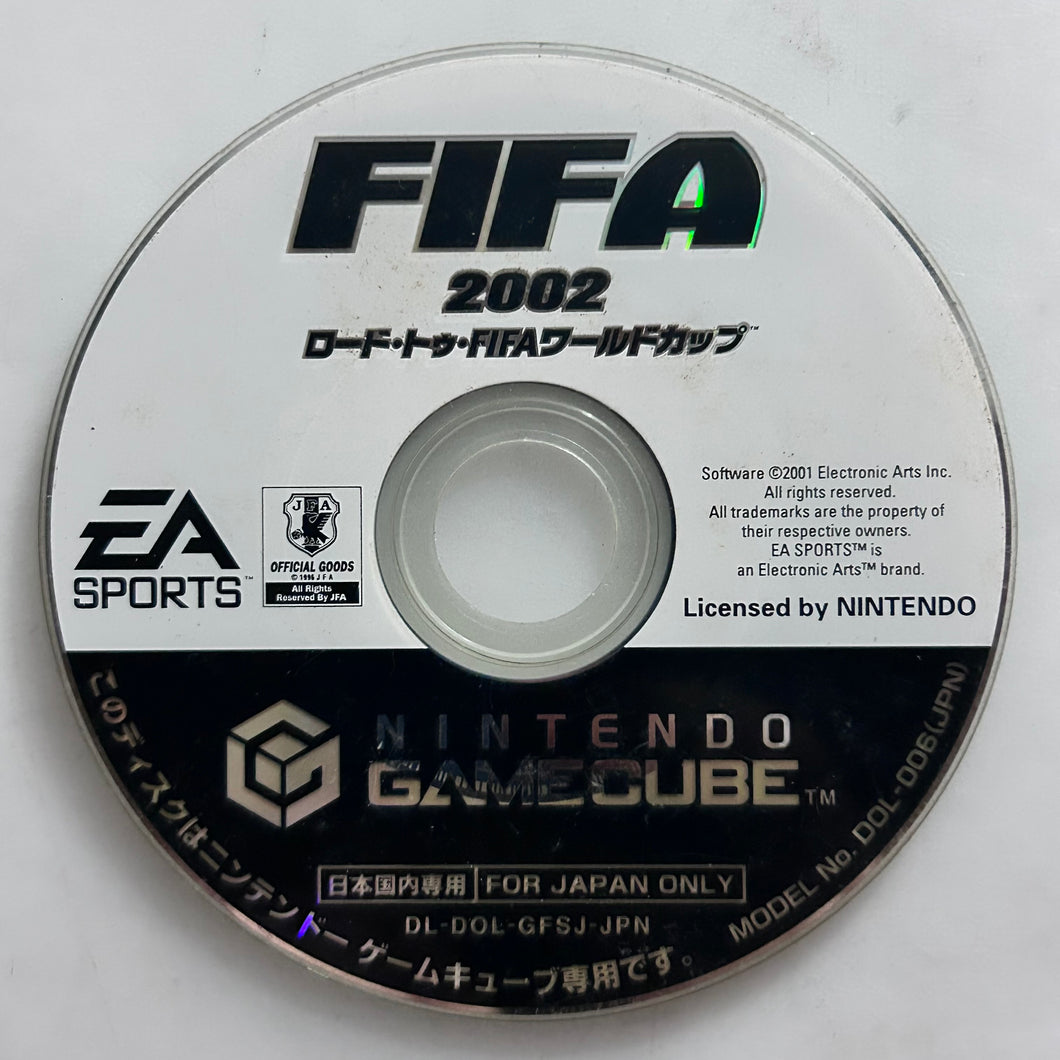 FIFA
2002
ロード・トゥ・FIFAワールドカップ™
EA
SPORTS™
JFA
OFFICIAL GOODS
© 1996 J F A
All Rights
Reserved By JFA
Software ©2001 Electronic Arts Inc.
All rights reserved.
All trademarks are the property of
their respective owners.
EA SPORTS™ is
an Electronic Arts™ brand.
Licensed by NINTENDO
NINTENDO
GAMECUBE™
日本国内専用 FOR JAPAN ONLY
DL-DOL-GFSJ-JPN
このディスクはニンテンドー ゲームキューブ専用です。
MODEL No. DOL-006(JPN)